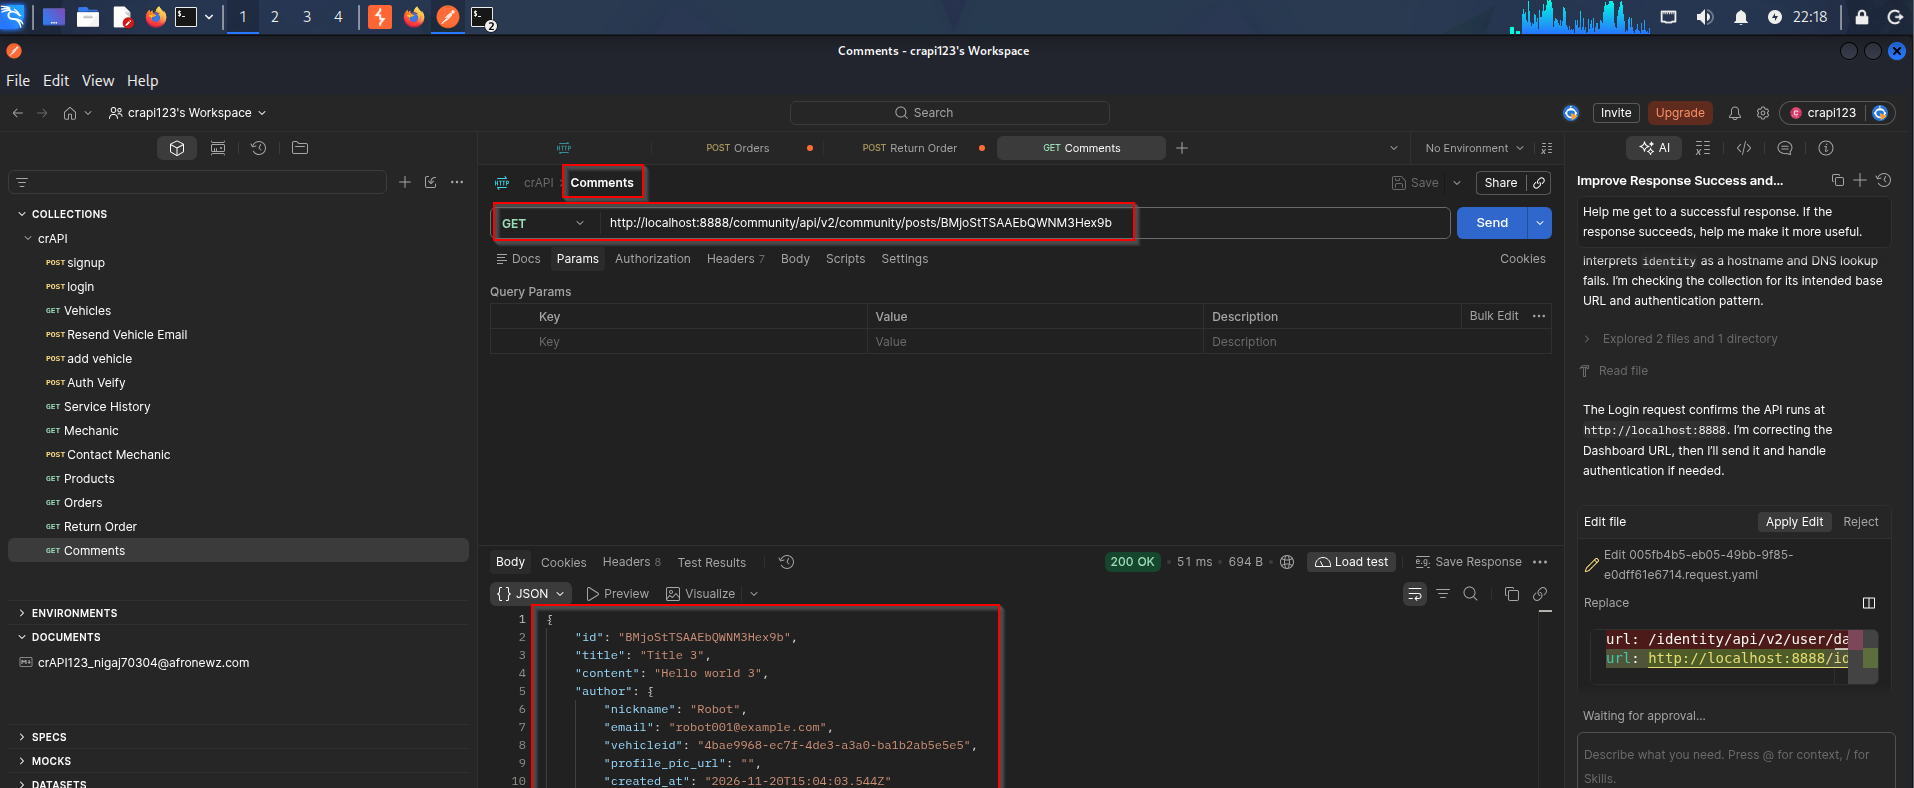 1 2 3 4
2
22:18
Comments - crapi123's Workspace
File Edit View Help
crapi123's Workspace
Search
Invite
Upgrade
crapi123
HTTP
POST Orders
POST Return Order
GET Comments
No Environment
AI
HTTP crAPI Comments
Save
Share
GET http://localhost:8888/community/api/v2/community/posts/BMjoStTSAAEbQWNM3Hex9b
Send
Docs Params Authorization Headers 7 Body Scripts Settings
Cookies
Query Params
Key Value Description Bulk Edit
Key Value Description
COLLECTIONS
crAPI
POST signup
POST login
GET Vehicles
POST Resend Vehicle Email
POST add vehicle
POST Auth Veify
GET Service History
GET Mechanic
POST Contact Mechanic
GET Products
GET Orders
GET Return Order
GET Comments
ENVIRONMENTS
DOCUMENTS
crAPI123_nigaj70304@afronewz.com
SPECS
MOCKS
DATASETS
Body Cookies Headers 8 Test Results
200 OK • 51 ms • 694 B
Load test
Save Response
{} JSON
Preview
Visualize
1 {
2 "id": "BMjoStTSAAEbQWNM3Hex9b",
3 "title": "Title 3",
4 "content": "Hello world 3",
5 "author": {
6 "nickname": "Robot",
7 "email": "robot001@example.com",
8 "vehicleid": "4bae9968-ec7f-4de3-a3a0-ba1b2ab5e5e5",
9 "profile_pic_url": "",
10 "created_at": "2026-11-20T15:04:03.544Z"
Improve Response Success and...
Help me get to a successful response. If the
response succeeds, help me make it more useful.
interprets identity as a hostname and DNS lookup
fails. I'm checking the collection for its intended base
URL and authentication pattern.
Explored 2 files and 1 directory
Read file
The Login request confirms the API runs at
http://localhost:8888. I'm correcting the
Dashboard URL, then I'll send it and handle
authentication if needed.
Edit file
Apply Edit
Reject
Edit 005fb4b5-eb05-49bb-9f85-
e0dff61e6714.request.yaml
Replace
url: /identity/api/v2/user/da
url: http://localhost:8888/id
Waiting for approval...
Describe what you need. Press @ for context, / for
Skills.